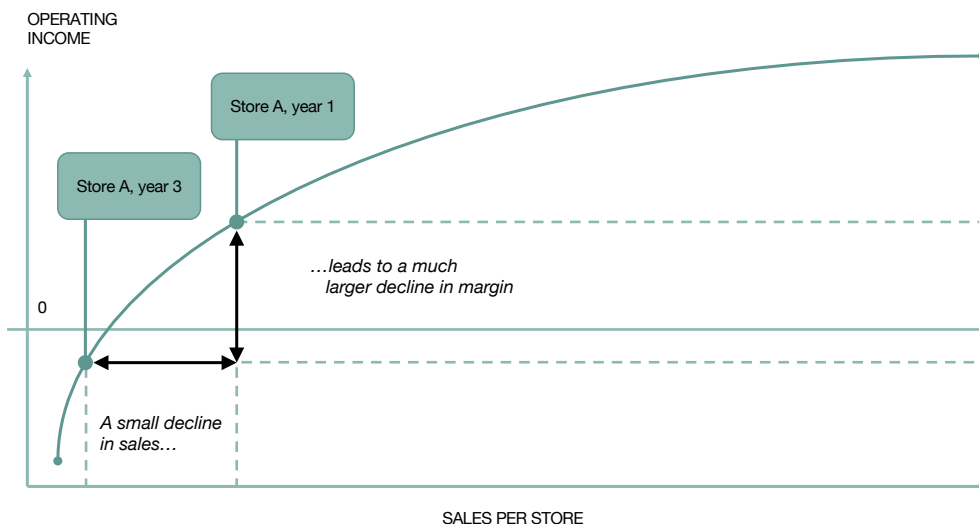 OPERATING
INCOME
Store A, year 1
Store A, year 3
…leads to a much
larger decline in margin
0
A small decline
in sales…
SALES PER STORE